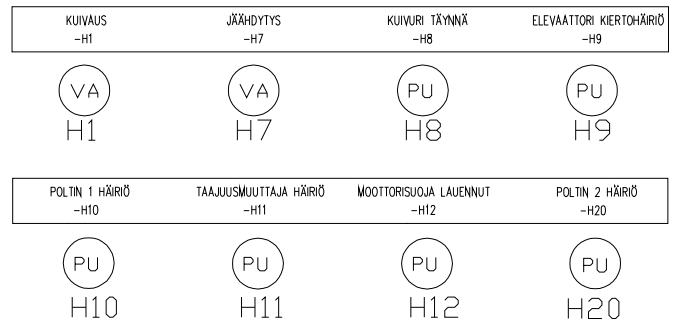 KUIVAUS JÄÄHDYTYS KUIVURI TÄYNNÄ ELEVAATTORI KIERTOHÄIRIÖ
-H1 -H7 -H8 -H9
VA VA PU PU
H1 H7 H8 H9
POLTIN 1 HÄIRIÖ TAAJUUSMUUTTAJA HÄIRIÖ MOOTTORISUOJA LAUENNUT POLTIN 2 HÄIRIÖ
-H10 -H11 -H12 -H20
PU PU PU PU
H10 H11 H12 H20